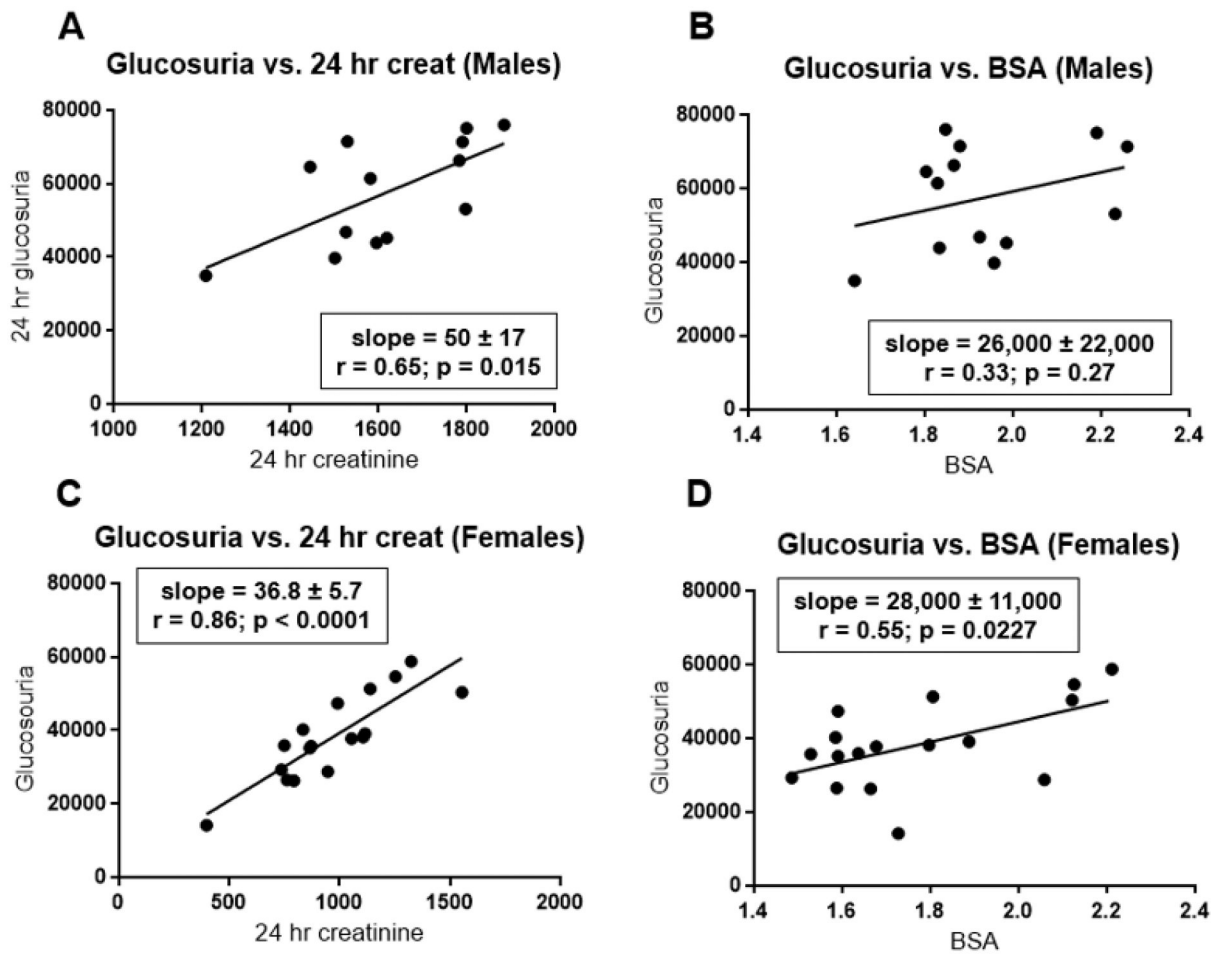 A
Glucosuria vs. 24 hr creat (Males)
80000
60000
40000
20000
0
24 hr glucosuria
slope = 50 ± 17
r = 0.65; p = 0.015
1000 1200 1400 1600 1800 2000
24 hr creatinine
B
Glucosuria vs. BSA (Males)
80000
60000
40000
20000
0
Glucosouria
slope = 26,000 ± 22,000
r = 0.33; p = 0.27
1.4 1.6 1.8 2.0 2.2 2.4
BSA
C
Glucosuria vs. 24 hr creat (Females)
slope = 36.8 ± 5.7
r = 0.86; p < 0.0001
80000
60000
40000
20000
0
Glucosouria
0 500 1000 1500 2000
24 hr creatinine
D
Glucosuria vs. BSA (Females)
slope = 28,000 ± 11,000
r = 0.55; p = 0.0227
80000
60000
40000
20000
0
Glucosouria
1.4 1.6 1.8 2.0 2.2 2.4
BSA